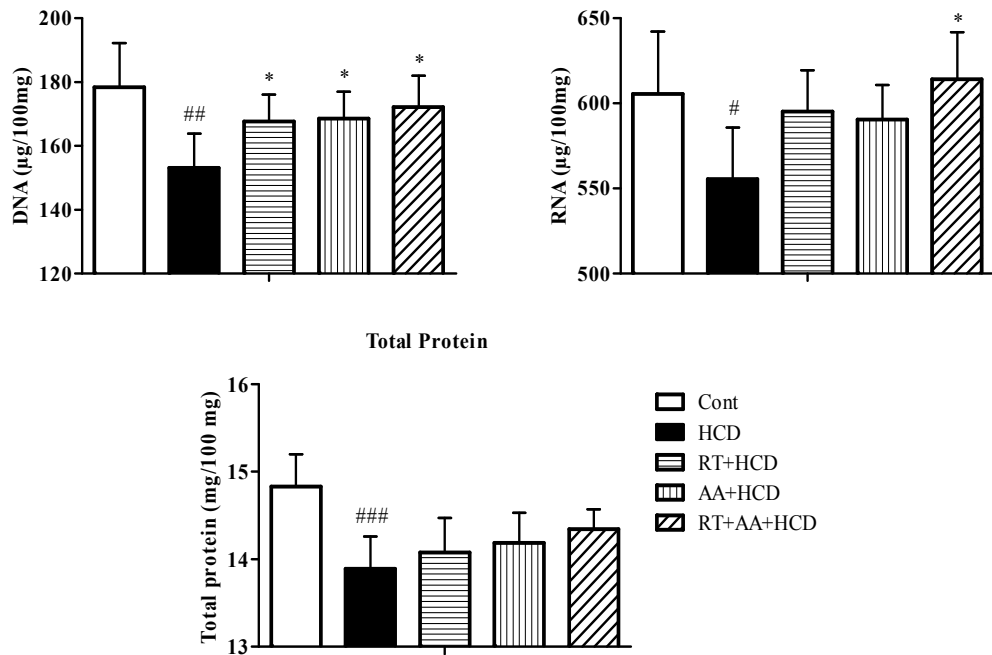 200
180
160
140
120
DNA (µg/100mg)
##
*
*
*
650
600
550
500
RNA (µg/100mg)
#
*
Total Protein
16
15
14
13
Total protein (mg/100 mg)
###
Cont
HCD
RT+HCD
AA+HCD
RT+AA+HCD